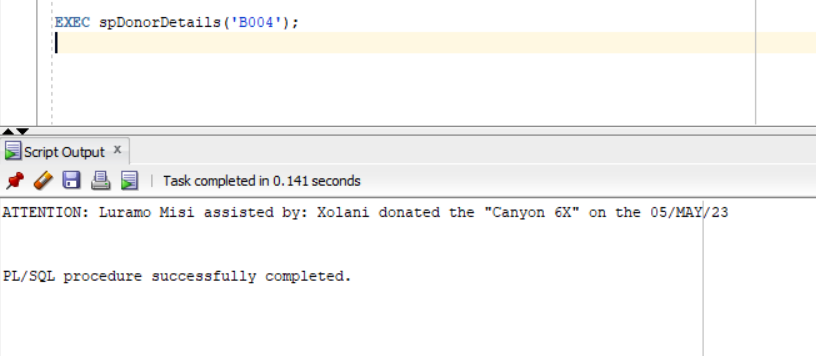 EXEC spDonorDetails('B004');
Script Output x
Task completed in 0.141 seconds
ATTENTION: Luramo Misi assisted by: Xolani donated the "Canyon 6X" on the 05/MAY/23
PL/SQL procedure successfully completed.